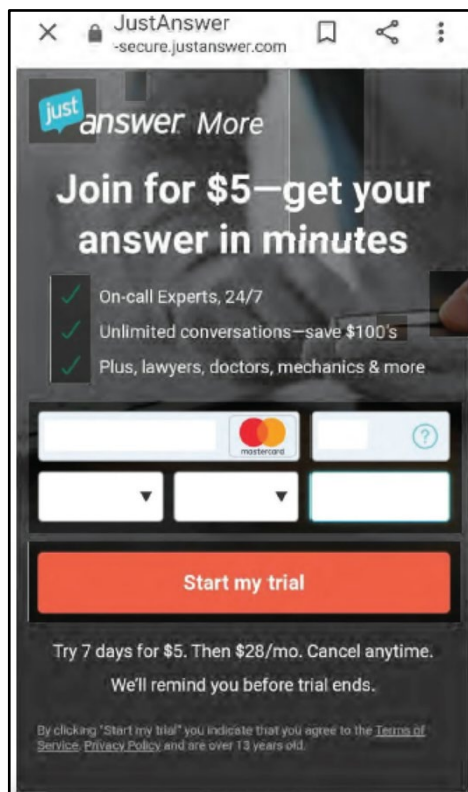 JustAnswer
-secure.justanswer.com
just
answer More
Join for $5—get your
answer in minutes
On-call Experts, 24/7
Unlimited conversations—save $100's
Plus, lawyers, doctors, mechanics & more
mastercard
?
Start my trial
Try 7 days for $5. Then $28/mo. Cancel anytime.
We'll remind you before trial ends.
By clicking "Start my trial" you indicate that you agree to the Terms of
Service, Privacy Policy and are over 13 years old.